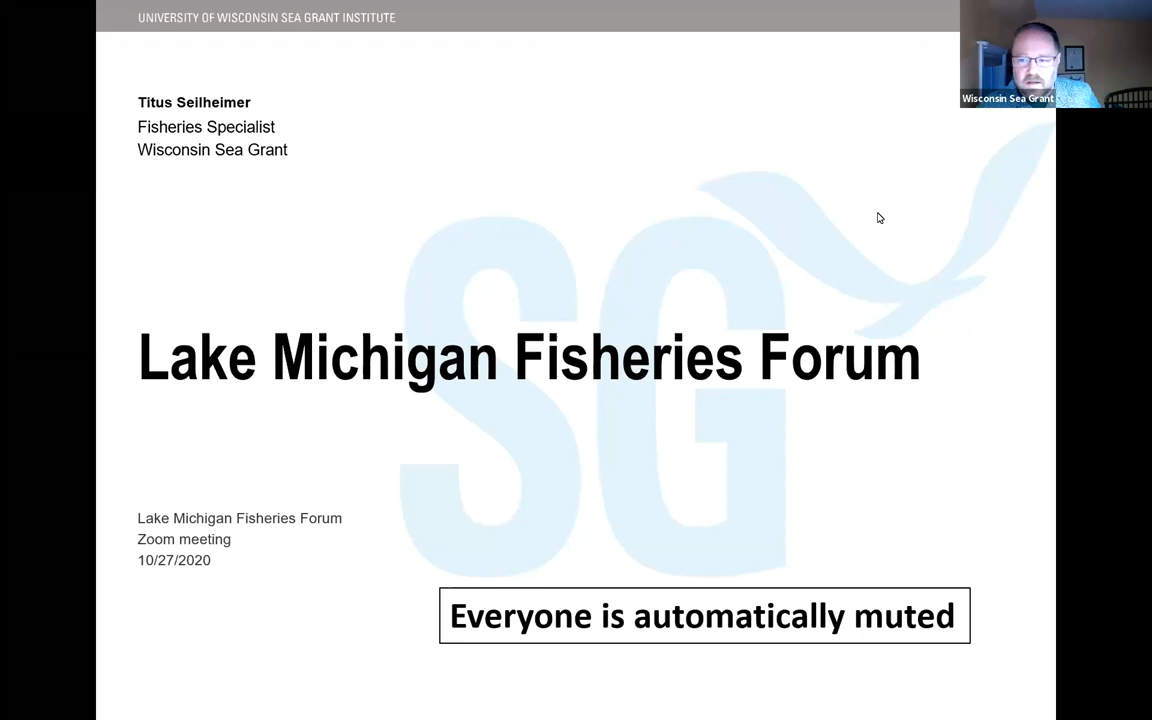 UNIVERSITY OF WISCONSIN SEA GRANT INSTITUTE
Wisconsin Sea Grant
Titus Seilheimer
Fisheries Specialist
Wisconsin Sea Grant
SG
Lake Michigan Fisheries Forum
Lake Michigan Fisheries Forum
Zoom meeting
10/27/2020
Everyone is automatically muted